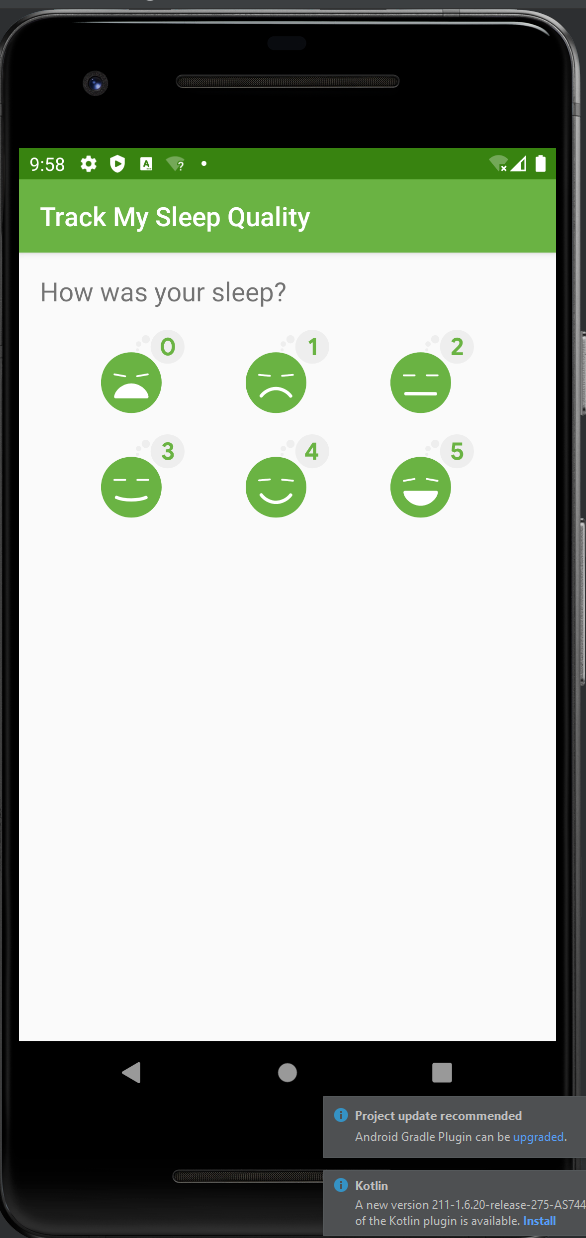 9:58
Track My Sleep Quality
How was your sleep?
0 1 2
3 4 5
Project update recommended
Android Gradle Plugin can be upgraded.
Kotlin
A new version 211-1.6.20-release-275-AS744
of the Kotlin plugin is available. Install